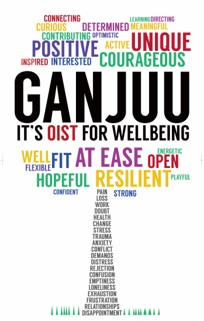 CONNECTING
LEARNING DIRECTING
CURIOUS DETERMINED MEANINGFUL
CONTRIBUTING OPTIMISTIC
POSITIVE ACTIVE UNIQUE
INSPIRED INTERESTED COURAGEOUS
GANJUU
IT'S OIST FOR WELLBEING
WELL FIT AT EASE ENERGETIC OPEN
FLEXIBLE
HOPEFUL RESILIENT PLAYFUL
CONFIDENT STRONG
PAIN
LOSS
WORK
DOUBT
HEALTH
CHANGE
STRESS
TRAUMA
ANXIETY
CONFLICT
DEMANDS
DISTRESS
REJECTION
CONFUSION
EMPTINESS
LONELINESS
EXHAUSTION
FRUSTRATION
RELATIONSHIPS
DISAPPOINTMENT